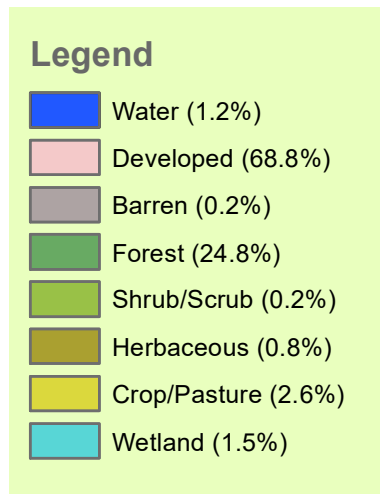 Legend
Water (1.2%)
Developed (68.8%)
Barren (0.2%)
Forest (24.8%)
Shrub/Scrub (0.2%)
Herbaceous (0.8%)
Crop/Pasture (2.6%)
Wetland (1.5%)